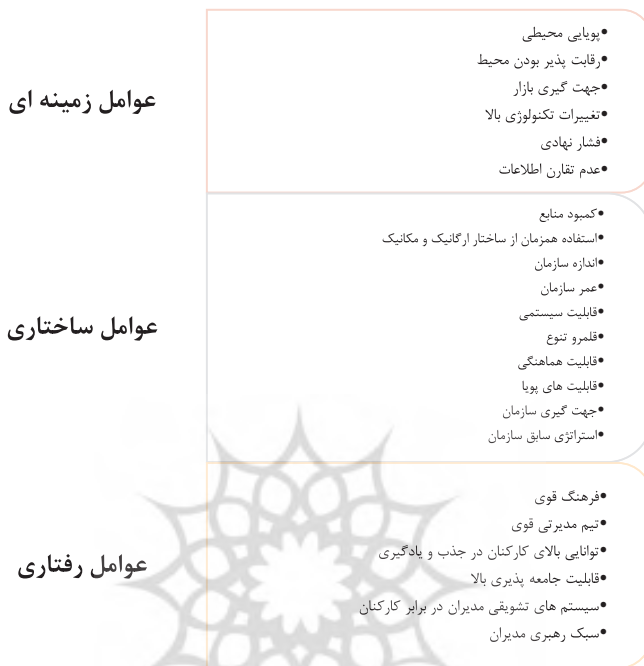 عوامل زمینه ای
•پویایی محیطی
•رقابت پذیر بودن محیط
•جهت گیری بازار
•تغییرات تکنولوژی بالا
•فشار نهادی
•عدم تقارن اطلاعات
عوامل ساختاری
•کمبود منابع
•استفاده همزمان از ساختار ارگانیک و مکانیک
•اندازه سازمان
•عمر سازمان
•قابلیت سیستمی
•قلمرو تنوع
•قابلیت هماهنگی
•قابلیت های پویا
•جهت گیری سازمان
•استراتژی سابق سازمان
عوامل رفتاری
•فرهنگ قوی
•تیم مدیرتی قوی
•توانایی بالای کارکنان در جذب و یادگیری
•قابلیت جامعه پذیری بالا
•سیستم های تشویقی مدیران در برابر کارکنان
•سبک رهبری مدیران